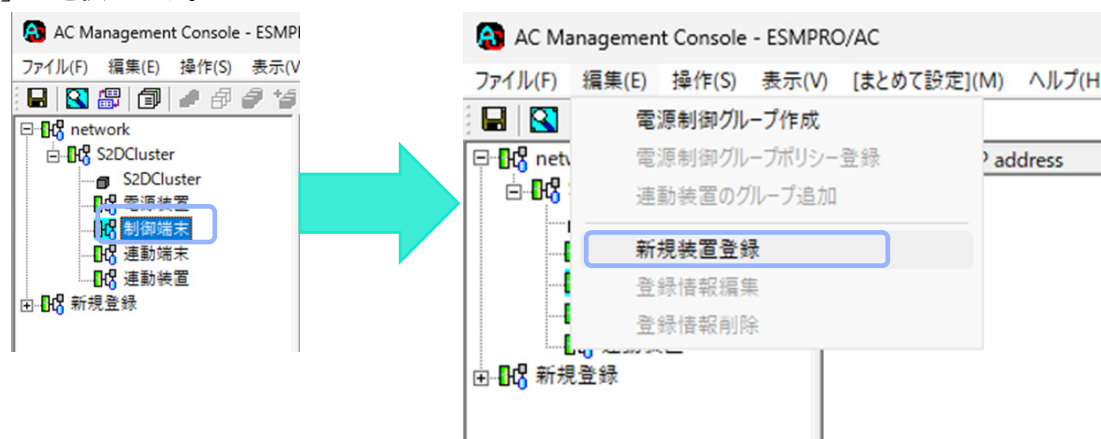 AC Management Console - ESMP
ファイル(F) 編集(E) 操作(S) 表示(V
network
S2DCluster
S2DCluster
電源装置
制御端末
連動端末
連動装置
新規登録
AC Management Console - ESMPRO/AC
ファイル(F) 編集(E) 操作(S) 表示(V) [まとめて設定](M) ヘルプ(H
電源制御グループ作成
電源制御グループポリシー登録
連動装置のグループ追加
新規装置登録
登録情報編集
登録情報削除
netw
address
新規登録